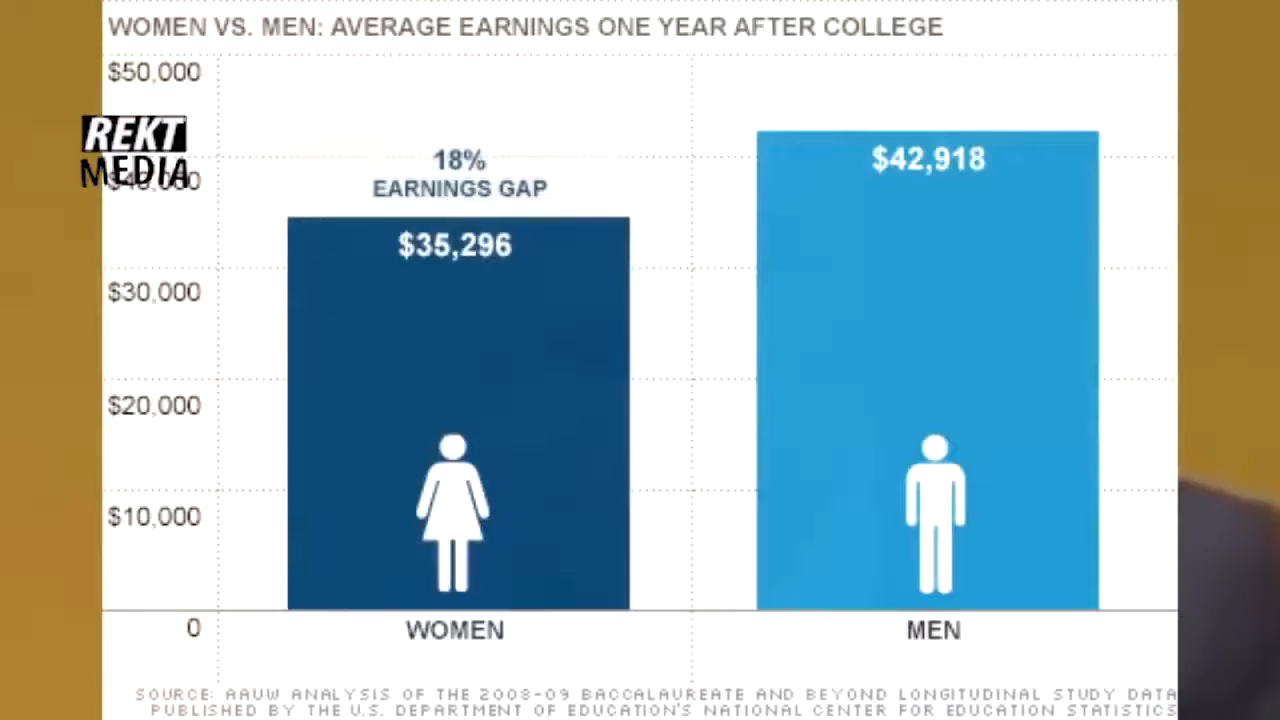 WOMEN VS. MEN: AVERAGE EARNINGS ONE YEAR AFTER COLLEGE
$50,000
REKT
MEDIA
$40,000
18%
EARNINGS GAP
$42,918
$35,296
$30,000
$20,000
$10,000
0
WOMEN
MEN
SOURCE: AAUW ANALYSIS OF THE 2008-09 BACCALAUREATE AND BEYOND LONGITUDINAL STUDY DATA
PUBLISHED BY THE U.S. DEPARTMENT OF EDUCATION'S NATIONAL CENTER FOR EDUCATION STATISTICS